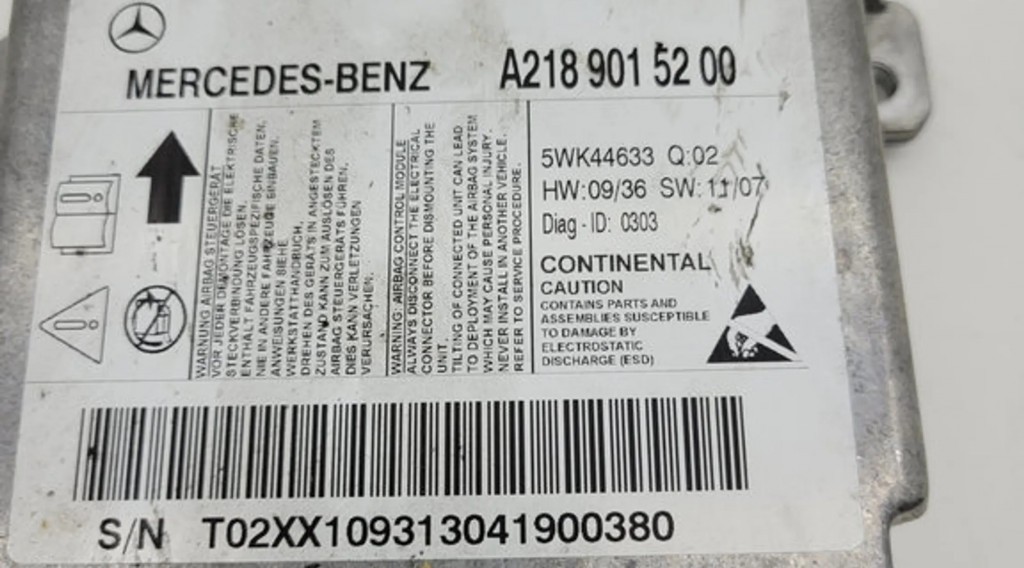 MERCEDES-BENZ
A218 901 52 00
WARNUNG AIRBAG STEUERGERÄT
VOR JEDER DEMONTAGE DIE ELEKTRISCHE
STECKVERBINDUNG LÖSEN.
ENTHÄLT FAHRZEUGSPEZIFISCHE DATEN.
NIE IN ANDERE FAHRZEUGE EINBAUEN.
ANWEISUNGEN SIEHE
WERKSTATTHANDBUCH.
DREHEN DES GERÄTS IN ANGESTECKTEM
ZUSTAND KANN ZUM AUSLÖSEN DES
AIRBAG STEUERGERÄTS FÜHREN.
DIES KANN VERLETZUNGEN
VERURSACHEN.
WARNING: AIRBAG CONTROL MODULE
ALWAYS DISCONNECT THE ELECTRICAL
CONNECTOR BEFORE DISMOUNTING THE
UNIT.
TILTING OF CONNECTED UNIT CAN LEAD
TO DEPLOYMENT OF THE AIRBAG SYSTEM
WHICH MAY CAUSE PERSONAL INJURY.
NEVER INSTALL IN ANOTHER VEHICLE.
REFER TO SERVICE PROCEDURE.
5WK44633 Q:02
HW:09/36 SW:11/07
Diag-ID: 0303
CONTINENTAL
CAUTION
CONTAINS PARTS AND
ASSEMBLIES SUSCEPTIBLE
TO DAMAGE BY
ELECTROSTATIC
DISCHARGE (ESD)
S/N T02XX109313041900380